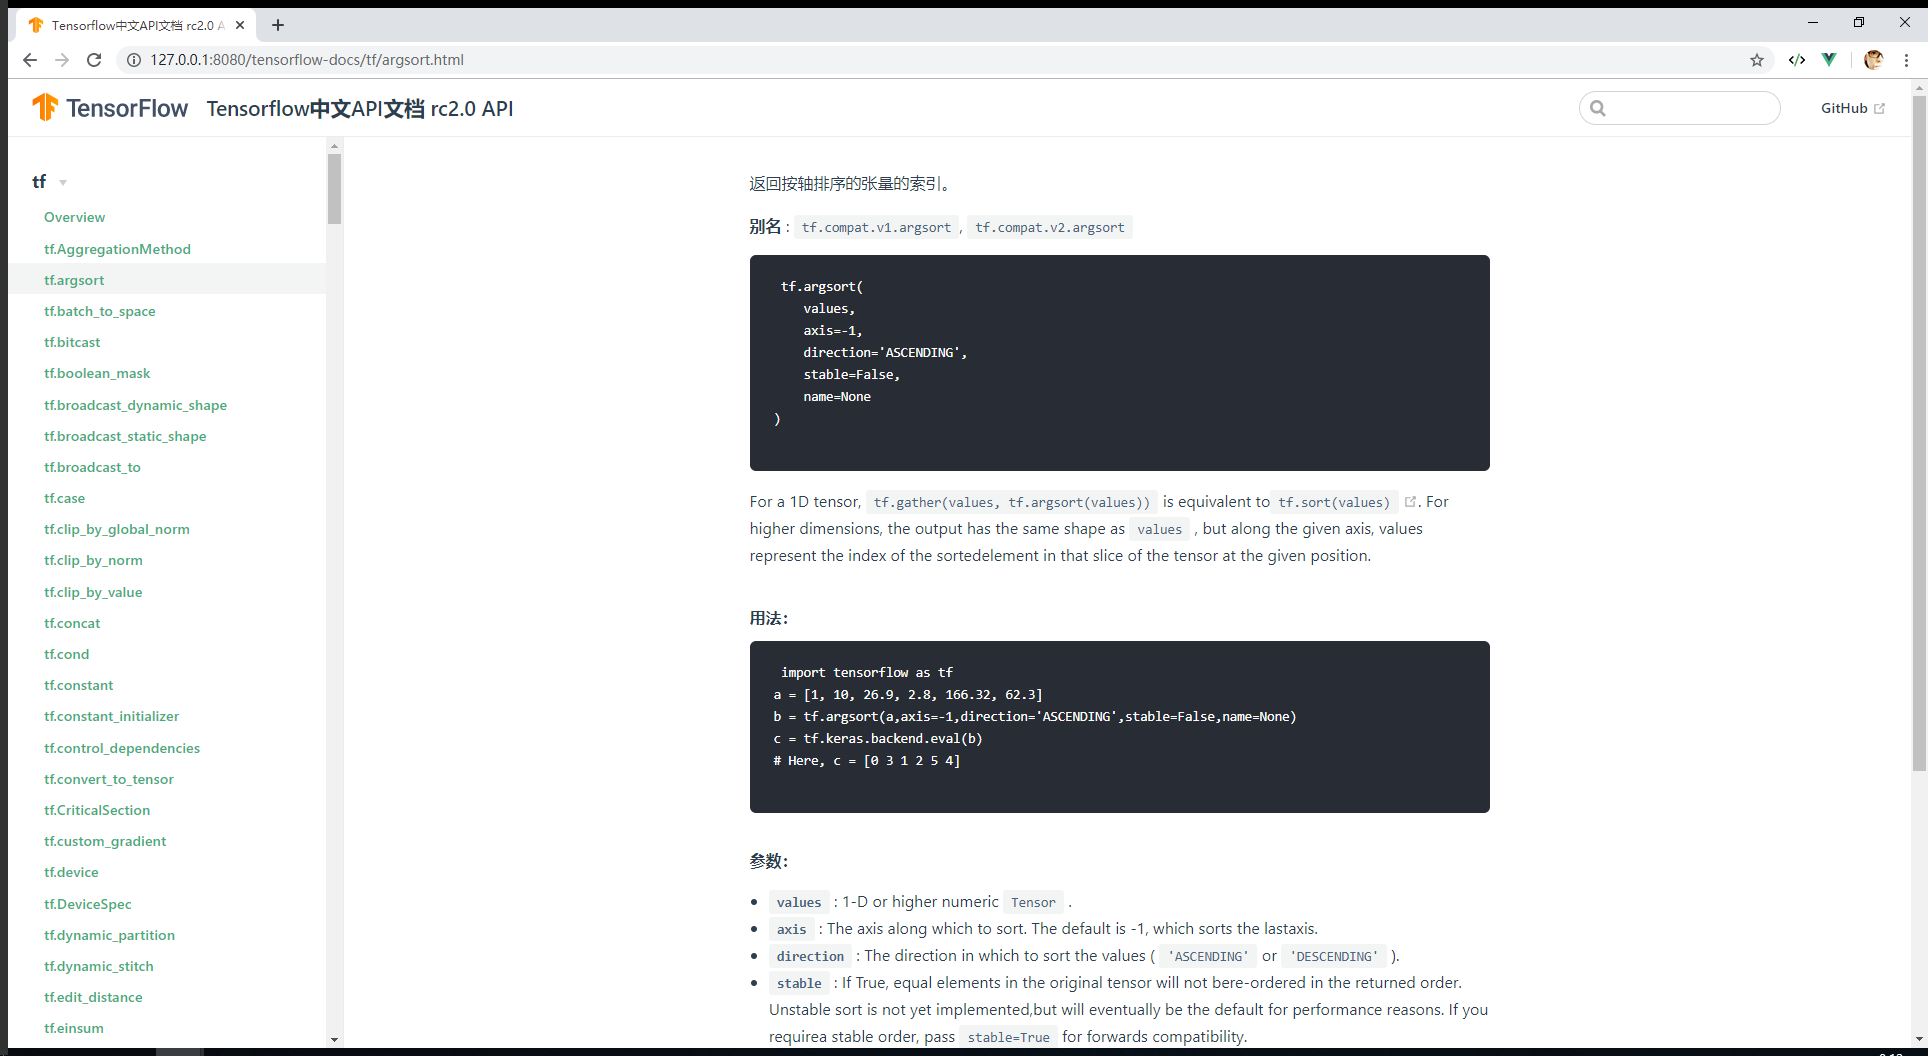 Tensorflow中文API文档 rc2.0 A
127.0.0.1:8080/tensorflow-docs/tf/argsort.html
TensorFlow Tensorflow中文API文档 rc2.0 API
GitHub
tf
Overview
tf.AggregationMethod
tf.argsort
tf.batch_to_space
tf.bitcast
tf.boolean_mask
tf.broadcast_dynamic_shape
tf.broadcast_static_shape
tf.broadcast_to
tf.case
tf.clip_by_global_norm
tf.clip_by_norm
tf.clip_by_value
tf.concat
tf.cond
tf.constant
tf.constant_initializer
tf.control_dependencies
tf.convert_to_tensor
tf.CriticalSection
tf.custom_gradient
tf.device
tf.DeviceSpec
tf.dynamic_partition
tf.dynamic_stitch
tf.edit_distance
tf.einsum
返回按轴排序的张量的索引。
别名 : tf.compat.v1.argsort , tf.compat.v2.argsort
tf.argsort(
values,
axis=-1,
direction='ASCENDING',
stable=False,
name=None
)
For a 1D tensor, tf.gather(values, tf.argsort(values)) is equivalent to tf.sort(values) . For
higher dimensions, the output has the same shape as values , but along the given axis, values
represent the index of the sortedelement in that slice of the tensor at the given position.
用法:
import tensorflow as tf
a = [1, 10, 26.9, 2.8, 166.32, 62.3]
b = tf.argsort(a,axis=-1,direction='ASCENDING',stable=False,name=None)
c = tf.keras.backend.eval(b)
# Here, c = [0 3 1 2 5 4]
参数:
values : 1-D or higher numeric Tensor .
axis : The axis along which to sort. The default is -1, which sorts the lastaxis.
direction : The direction in which to sort the values ( 'ASCENDING' or 'DESCENDING' ).
stable : If True, equal elements in the original tensor will not bere-ordered in the returned order.
Unstable sort is not yet implemented,but will eventually be the default for performance reasons. If you
requirea stable order, pass stable=True for forwards compatibility.